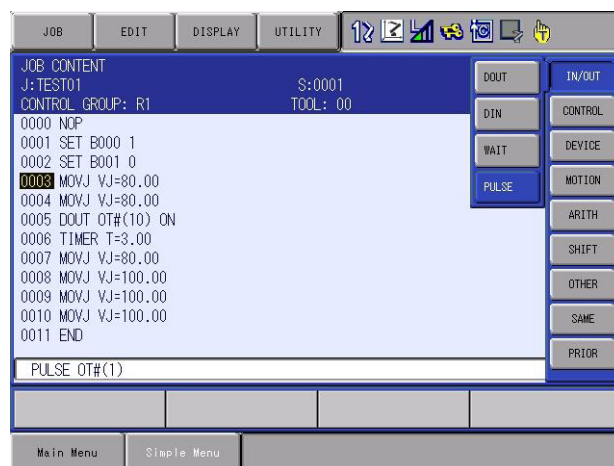 JOB EDIT DISPLAY UTILITY
JOB CONTENT
J:TEST01 S:0001
CONTROL GROUP: R1 TOOL: 00
0000 NOP
0001 SET B000 1
0002 SET B001 0
0003 MOVJ VJ=80.00
0004 MOVJ VJ=80.00
0005 DOUT OT#(10) ON
0006 TIMER T=3.00
0007 MOVJ VJ=80.00
0008 MOVJ VJ=100.00
0009 MOVJ VJ=100.00
0010 MOVJ VJ=100.00
0011 END
PULSE OT#(1)
DOUT
DIN
WAIT
PULSE
IN/OUT
CONTROL
DEVICE
MOTION
ARITH
SHIFT
OTHER
SAME
PRIOR
Main Menu Simple Menu